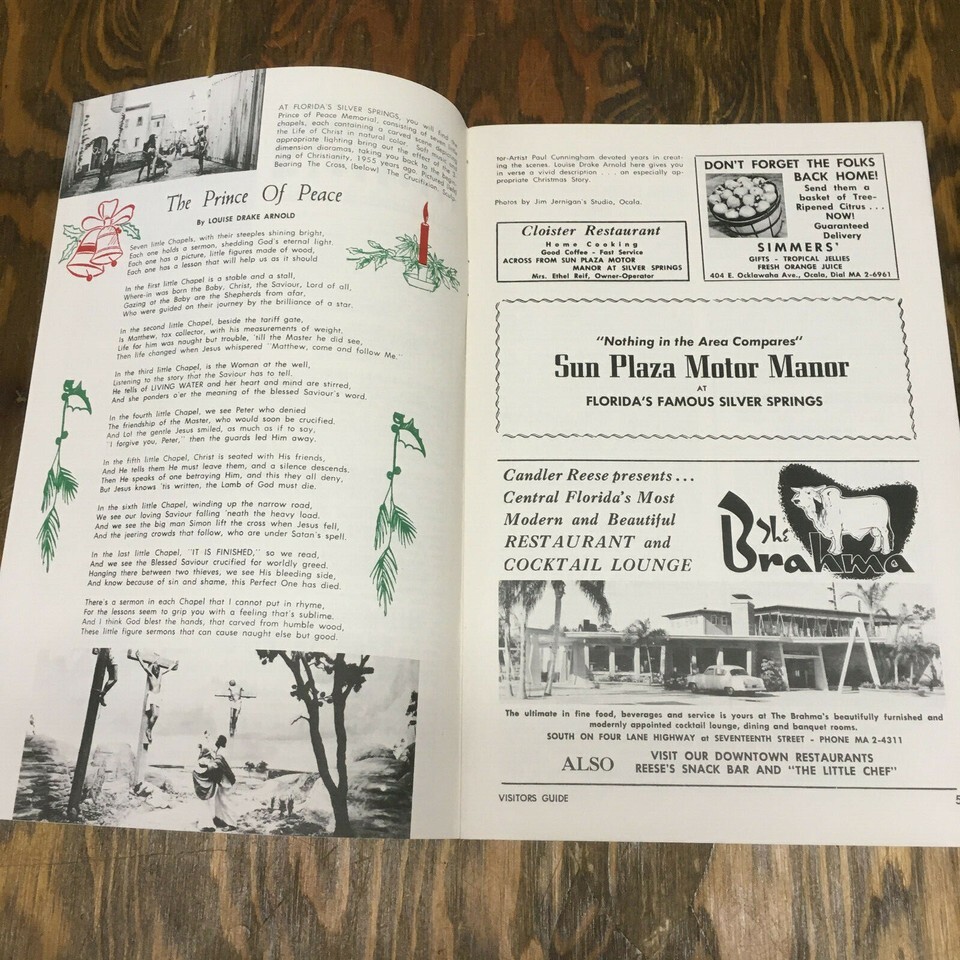 AT FLORIDA'S SILVER SPRINGS, you will find the
Prince of Peace Memorial, consisting of seven
chapels, each containing a carved scene depicting
the Life of Christ in natural color. Soft music and
appropriate lighting bring out the effect of the
dimension dioramas, taking you back to the
ning of Christianity, 1955 years ago. Pictured
Bearing The Cross, (below) The Crucifixion.
The Prince Of Peace
By LOUISE DRAKE ARNOLD
Seven little Chapels, with their steeples shining bright,
Each one holds a sermon, shedding God's eternal light.
Each one has a picture, little figures made of wood,
Each one has a lesson that will help us as it should
In the first little Chapel is a stable and a stall,
Where-in was born the Baby, Christ, the Saviour, Lord of all,
Gazing at the Baby are the Shepherds from afar,
Who were guided on their journey by the brilliance of a star.
In the second little Chapel, beside the tariff gate,
Is Matthew, tax collector, with his measurements of weight,
Life for him was naught but trouble, 'till the Master he did see,
Then life changed when Jesus whispered "Matthew, come and follow Me."
In the third little Chapel, is the Woman at the well,
Listening to the story that the Saviour has to tell,
He tells of LIVING WATER and her heart and mind are stirred,
And she ponders o'er the meaning of the blessed Saviour's word.
In the fourth little Chapel, we see Peter who denied
The friendship of the Master, who would soon be crucified.
And Lo! the gentle Jesus smiled, as much as if to say,
"I forgive you, Peter," then the guards led Him away.
In the fifth little Chapel, Christ is seated with His friends,
And He tells them He must leave them, and a silence descends.
Then He speaks of one betraying Him, and this they all deny,
But Jesus knows 'tis written, the Lamb of God must die.
In the sixth little Chapel, winding up the narrow road,
We see our loving Saviour falling 'neath the heavy load.
And we see the big man Simon lift the cross when Jesus fell,
And the jeering crowds that follow, who are under Satan's spell.
In the last little Chapel, "IT IS FINISHED," so we read,
And we see the Blessed Saviour crucified for worldly greed.
Hanging there between two thieves, we see His bleeding side,
And know because of sin and shame, this Perfect One has died.
There's a sermon in each Chapel that I cannot put in rhyme,
For the lessons seem to grip you with a feeling that's sublime.
And I think God blest the hands, that carved from humble wood,
These little figure sermons that can cause naught else but good.
tor-Artist Paul Cunningham devoted years in creat-
ing the scenes. Louise Drake Arnold here gives you
in verse a vivid description . . . an especially ap-
propriate Christmas Story.
Photos by Jim Jernigan's Studio, Ocala.
Cloister Restaurant
Home Cooking
Good Coffee - Fast Service
ACROSS FROM SUN PLAZA MOTOR
MANOR AT SILVER SPRINGS
Mrs. Ethel Reif, Owner-Operator
DON'T FORGET THE FOLKS
BACK HOME!
Send them a
basket of Tree-
Ripened Citrus . . .
NOW!
Guaranteed
Delivery
SIMMERS'
GIFTS - TROPICAL JELLIES
FRESH ORANGE JUICE
404 E. Ocklawaha Ave., Ocala, Dial MA 2-6961
"Nothing in the Area Compares"
Sun Plaza Motor Manor
AT
FLORIDA'S FAMOUS SILVER SPRINGS
Candler Reese presents . . .
Central Florida's Most
Modern and Beautiful
RESTAURANT and
COCKTAIL LOUNGE
The
Brahma
The ultimate in fine food, beverages and service is yours at The Brahma's beautifully furnished and
modernly appointed cocktail lounge, dining and banquet rooms.
SOUTH ON FOUR LANE HIGHWAY at SEVENTEENTH STREET - PHONE MA 2-4311
ALSO
VISIT OUR DOWNTOWN RESTAURANTS
REESE'S SNACK BAR AND "THE LITTLE CHEF"
VISITORS GUIDE
5